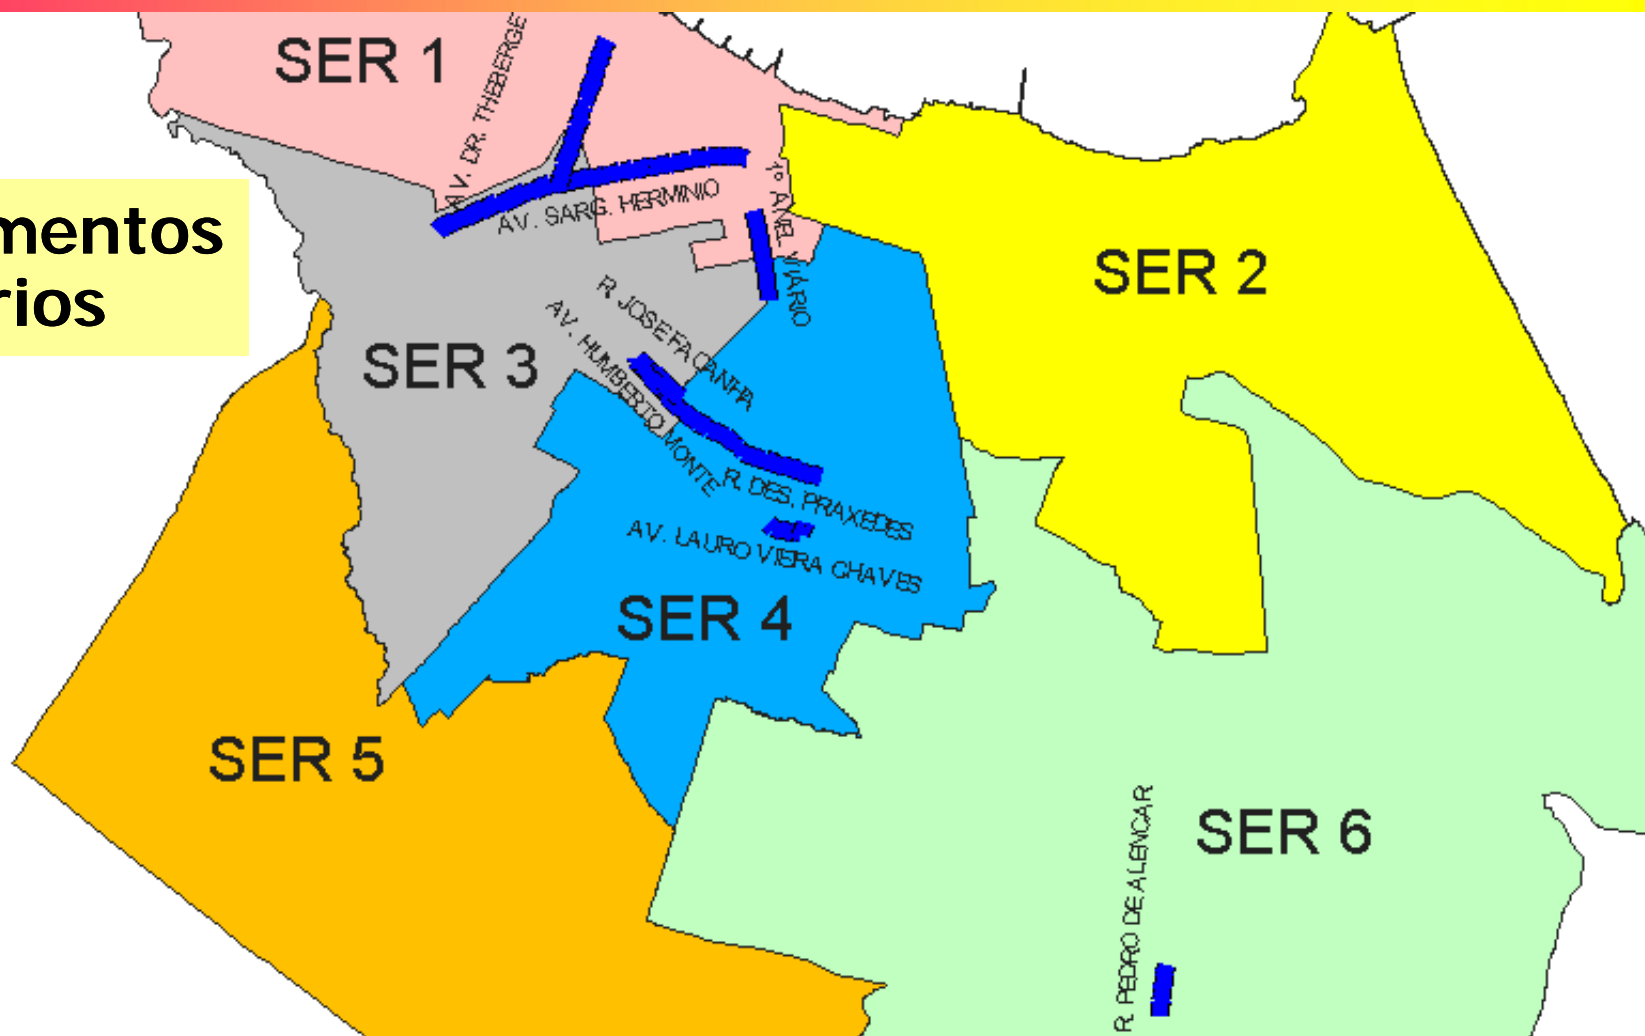 SER 1
AV. DR. THEBERGE
AV. SARG. HERMINIO
1º ANEL VIÁRIO
mentos
rios
SER 2
R. JOSEFA CANHA
AV. HUMBERTO MONTE
SER 3
R. DES. PRAXEDES
AV. LAURO VIERA CHAVES
SER 4
SER 5
SER 6
R. PEDRO DE ALENCAR